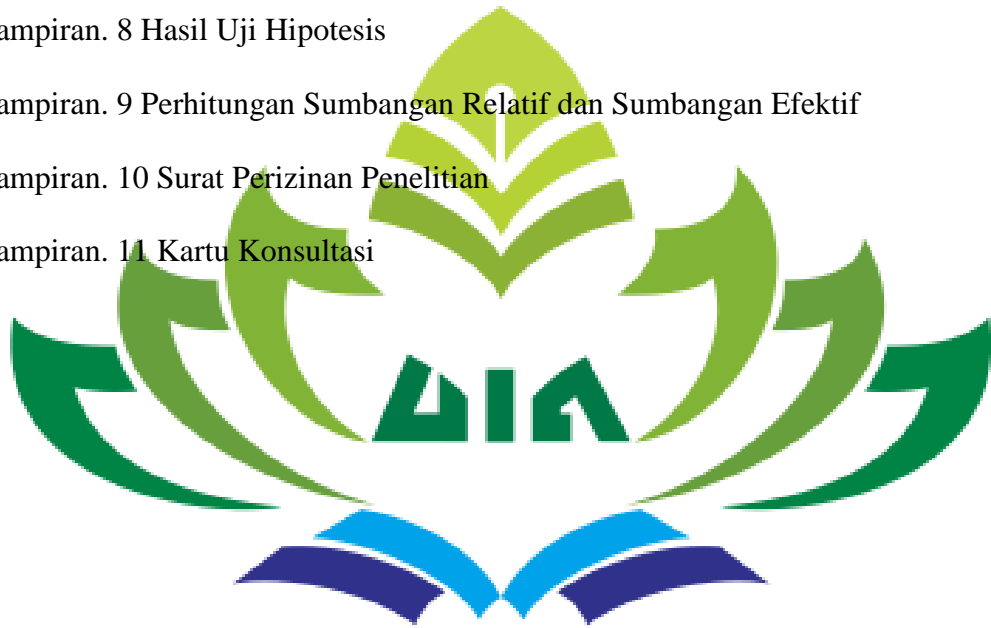 ampiran. 8 Hasil Uji Hipotesis
ampiran. 9 Perhitungan Sumbangan Relatif dan Sumbangan Efektif
ampiran. 10 Surat Perizinan Penelitian
ampiran. 11 Kartu Konsultasi